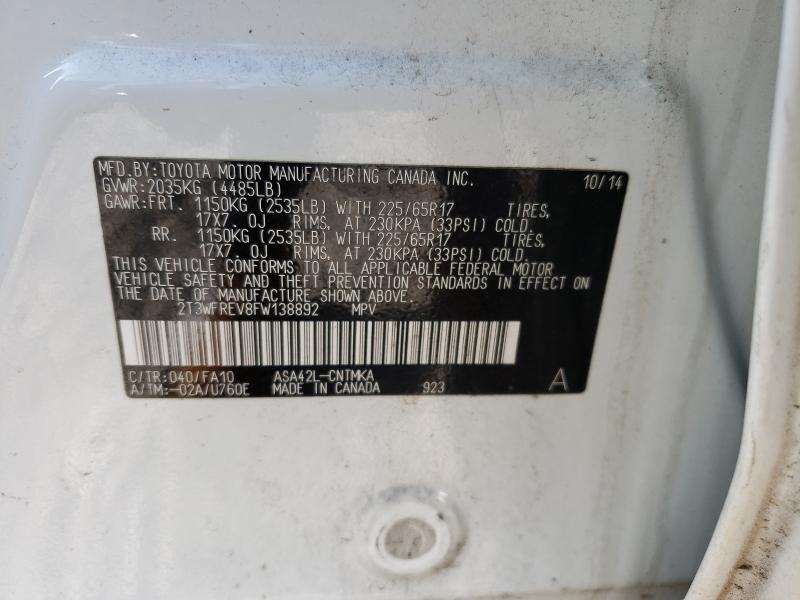 MFD.BY:TOYOTA MOTOR MANUFACTURING CANADA INC. 10/14
GVWR:2035KG (4485LB)
GAWR:FRT. 1150KG (2535LB) WITH 225/65R17 TIRES,
17X7. OJ RIMS, AT 230KPA (33PSI) COLD.
RR. 1150KG (2535LB) WITH 225/65R17 TIRES,
17X7. OJ RIMS, AT 230KPA (33PSI) COLD.
THIS VEHICLE CONFORMS TO ALL APPLICABLE FEDERAL MOTOR
VEHICLE SAFETY AND THEFT PREVENTION STANDARDS IN EFFECT ON
THE DATE OF MANUFACTURE SHOWN ABOVE.
2T3WFREV8FW138892 MPV
C/TR:040/FA10 ASA42L-CNTMKA
A/TM:-02A/U760E MADE IN CANADA 923 A